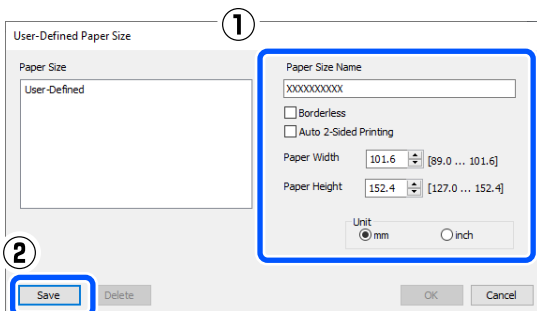 ①
User-Defined Paper Size
Paper Size
User-Defined
Paper Size Name
XXXXXXXXXX
Borderless
Auto 2-Sided Printing
Paper Width 101.6 [89.0 ... 101.6]
Paper Height 152.4 [127.0 ... 152.4]
Unit
mm inch
②
Save Delete OK Cancel